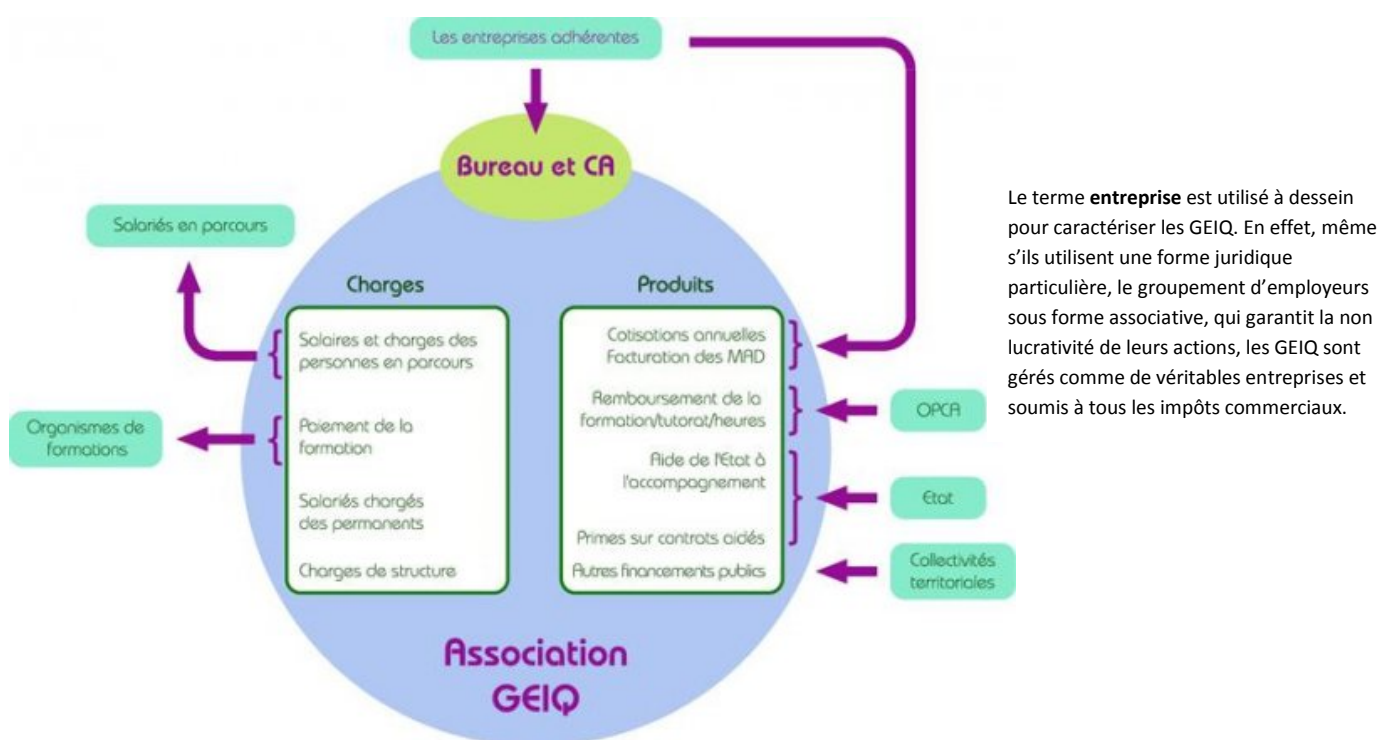 Les entreprises adhérentes
Bureau et CA
Salariés en parcours
Charges
Salaires et charges des
personnes en parcours
Paiement de la
formation
Salariés chargés
des permanents
Charges de structure
Organismes de
formations
Produits
Cotisations annuelles
Facturation des MAD
Remboursement de la
formation/tutorat/heures
Aide de l'Etat à
l'accompagnement
Primes sur contrats aidés
Autres financements publics
OPCA
Etat
Collectivités
territoriales
Association
GEIQ
Le terme entreprise est utilisé à dessein
pour caractériser les GEIQ. En effet, même
s’ils utilisent une forme juridique
particulière, le groupement d’employeurs
sous forme associative, qui garantit la non
lucrativité de leurs actions, les GEIQ sont
gérés comme de véritables entreprises et
soumis à tous les impôts commerciaux.